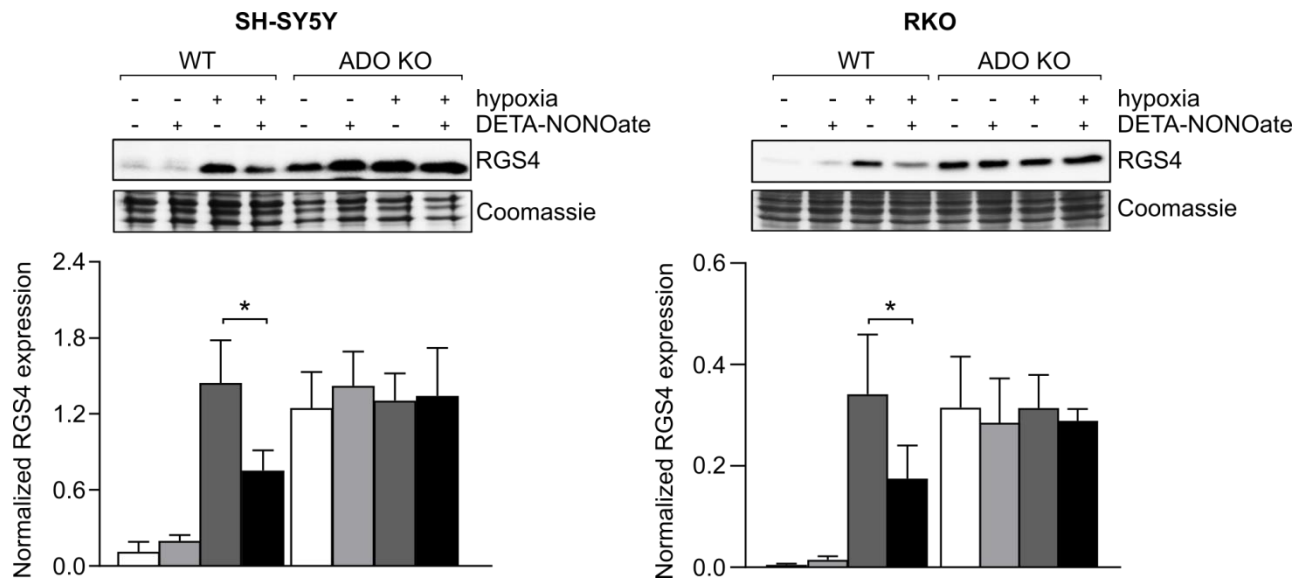 SH-SY5Y
WT ADO KO
- - + + - - + + hypoxia
- + - + - + - + DETA-NONOate
RGS4
Coomassie
Normalized RGS4 expression
2.4
1.8
1.2
0.6
0.0
*
RKO
WT ADO KO
- - + + - - + + hypoxia
- + - + - + - + DETA-NONOate
RGS4
Coomassie
Normalized RGS4 expression
0.6
0.4
0.2
0.0
*